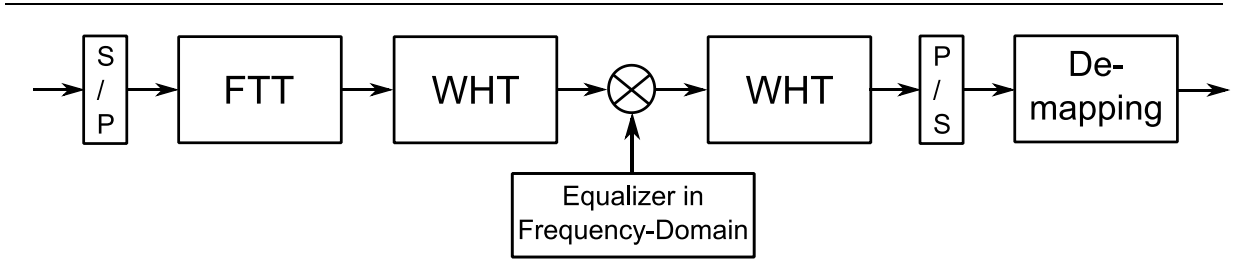 S
/
P
FTT
WHT
WHT
P
/
S
De-
mapping
Equalizer in
Frequency-Domain